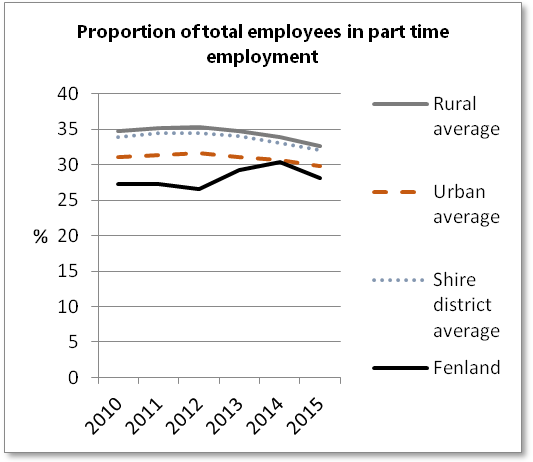 Proportion of total employees in part time
employment
40
35
30
25
20
15
10
5
0
%
2010
2011
2012
2013
2014
2015
Rural
average
Urban
average
Shire
district
average
Fenland